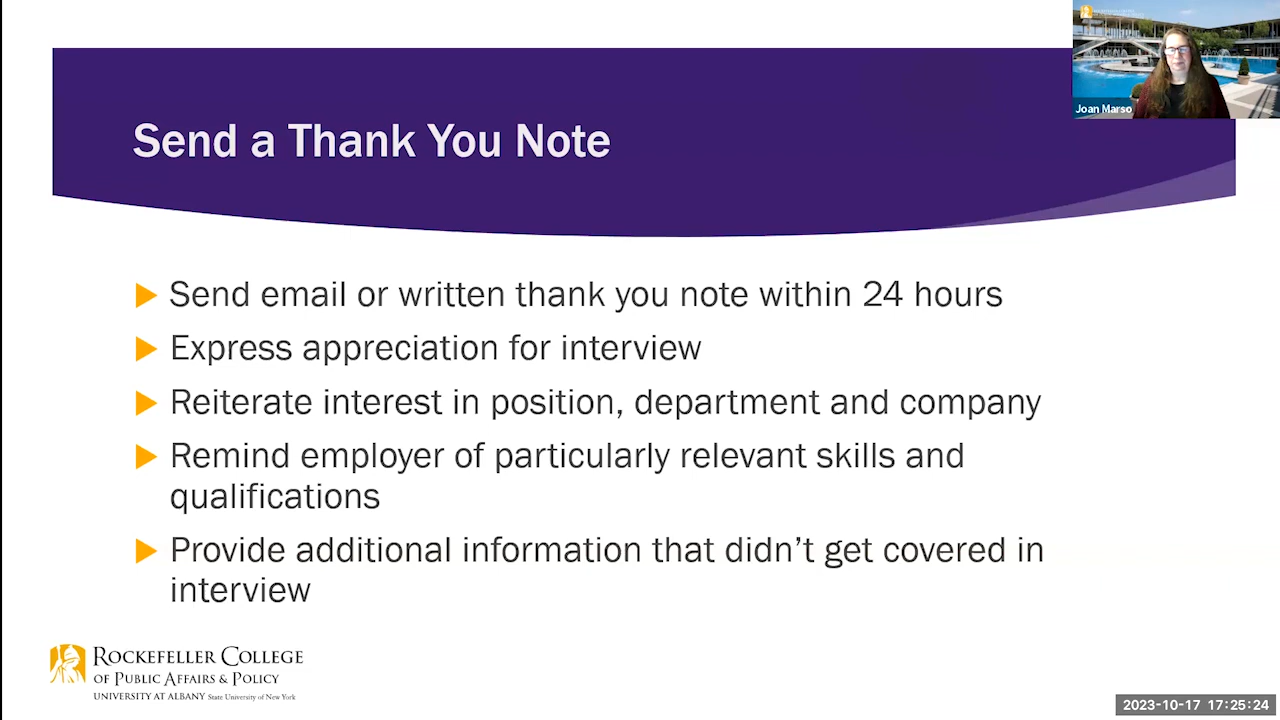 Joan Marso
Send a Thank You Note
Send email or written thank you note within 24 hours
Express appreciation for interview
Reiterate interest in position, department and company
Remind employer of particularly relevant skills and
qualifications
Provide additional information that didn't get covered in
interview
ROCKEFELLER COLLEGE
OF PUBLIC AFFAIRS & POLICY
UNIVERSITY AT ALBANY State University of New York
2023-10-17 17:25:24